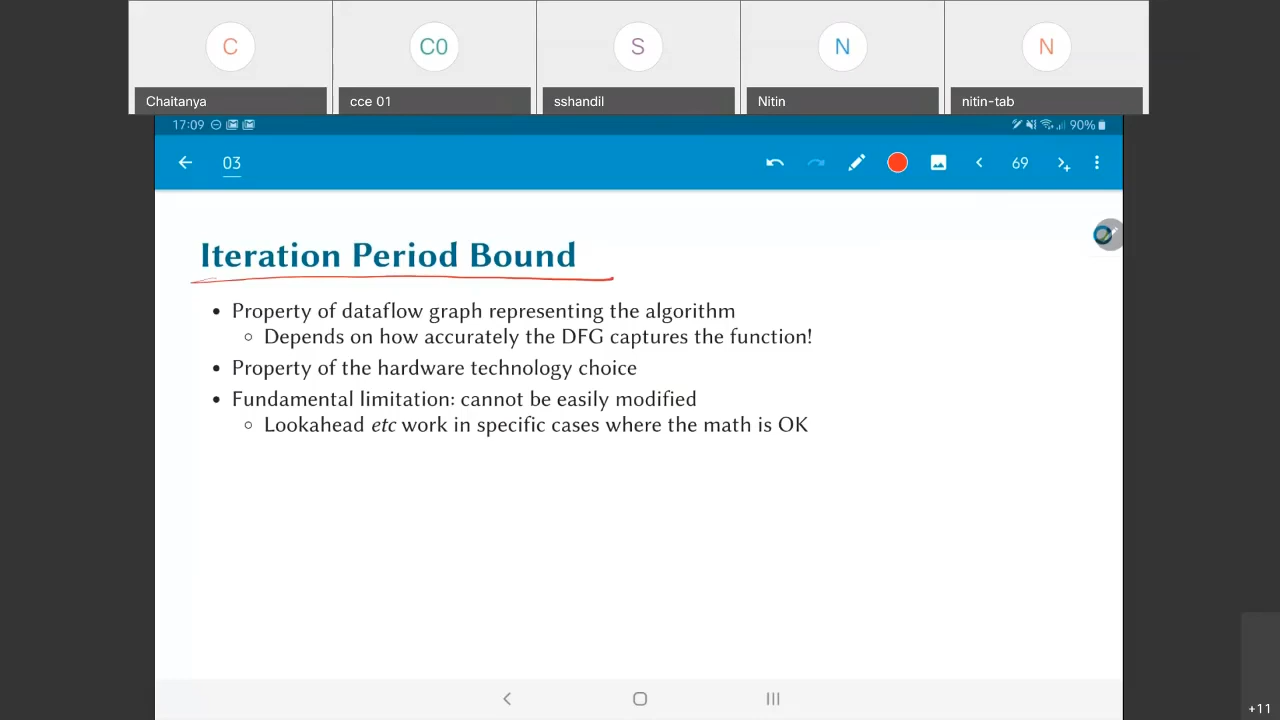 C
C0
S
N
N
Chaitanya
cce 01
sshandil
Nitin
nitin-tab
17:09
90%
03
69
Iteration Period Bound
• Property of dataflow graph representing the algorithm
○ Depends on how accurately the DFG captures the function!
• Property of the hardware technology choice
• Fundamental limitation: cannot be easily modified
○ Lookahead etc work in specific cases where the math is OK
+11